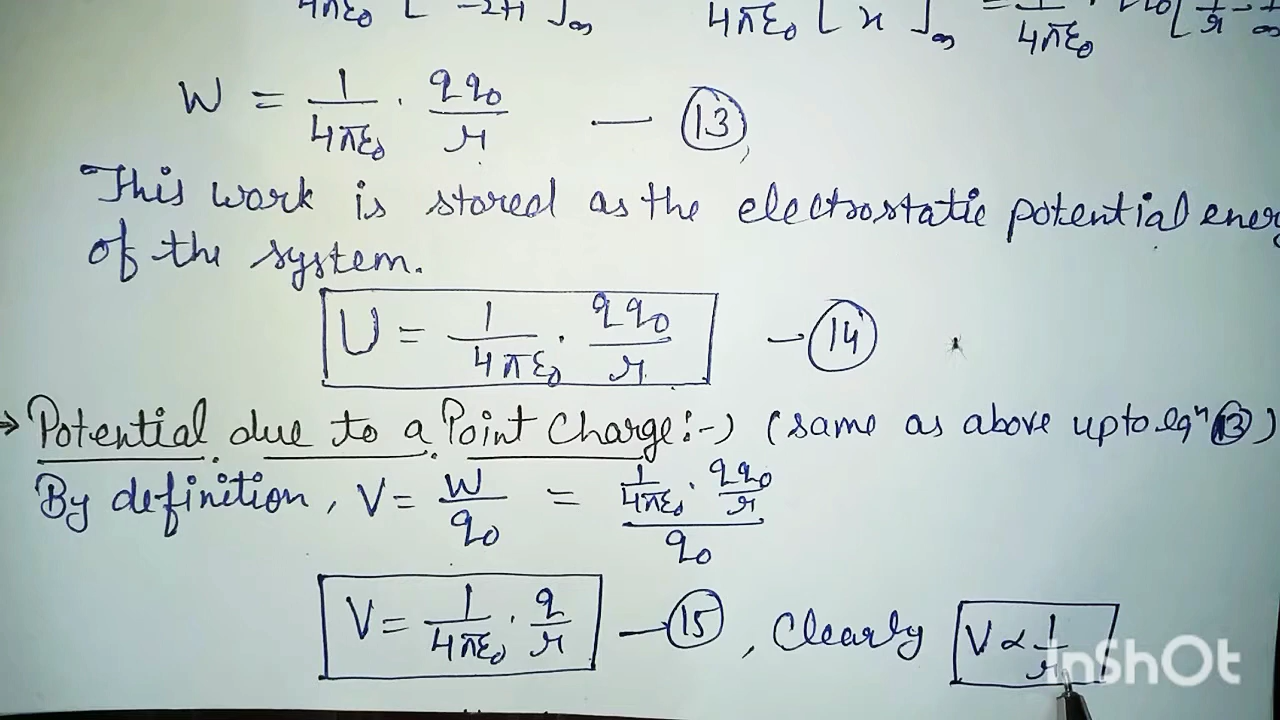 W = 1/4πε₀ · qq₀/r — (13)
This work is stored as the electrostatic potential ener
of the system.
U = 1/4πε₀ · qq₀/r — (14)
→ Potential due to a Point Charge :-) (same as above upto eqⁿ (13))
By definition, V = W/q₀ = (1/4πε₀ · qq₀/r)/q₀
V = 1/4πε₀ · q/r — (15), Clearly V ∝ 1/r
InShOt